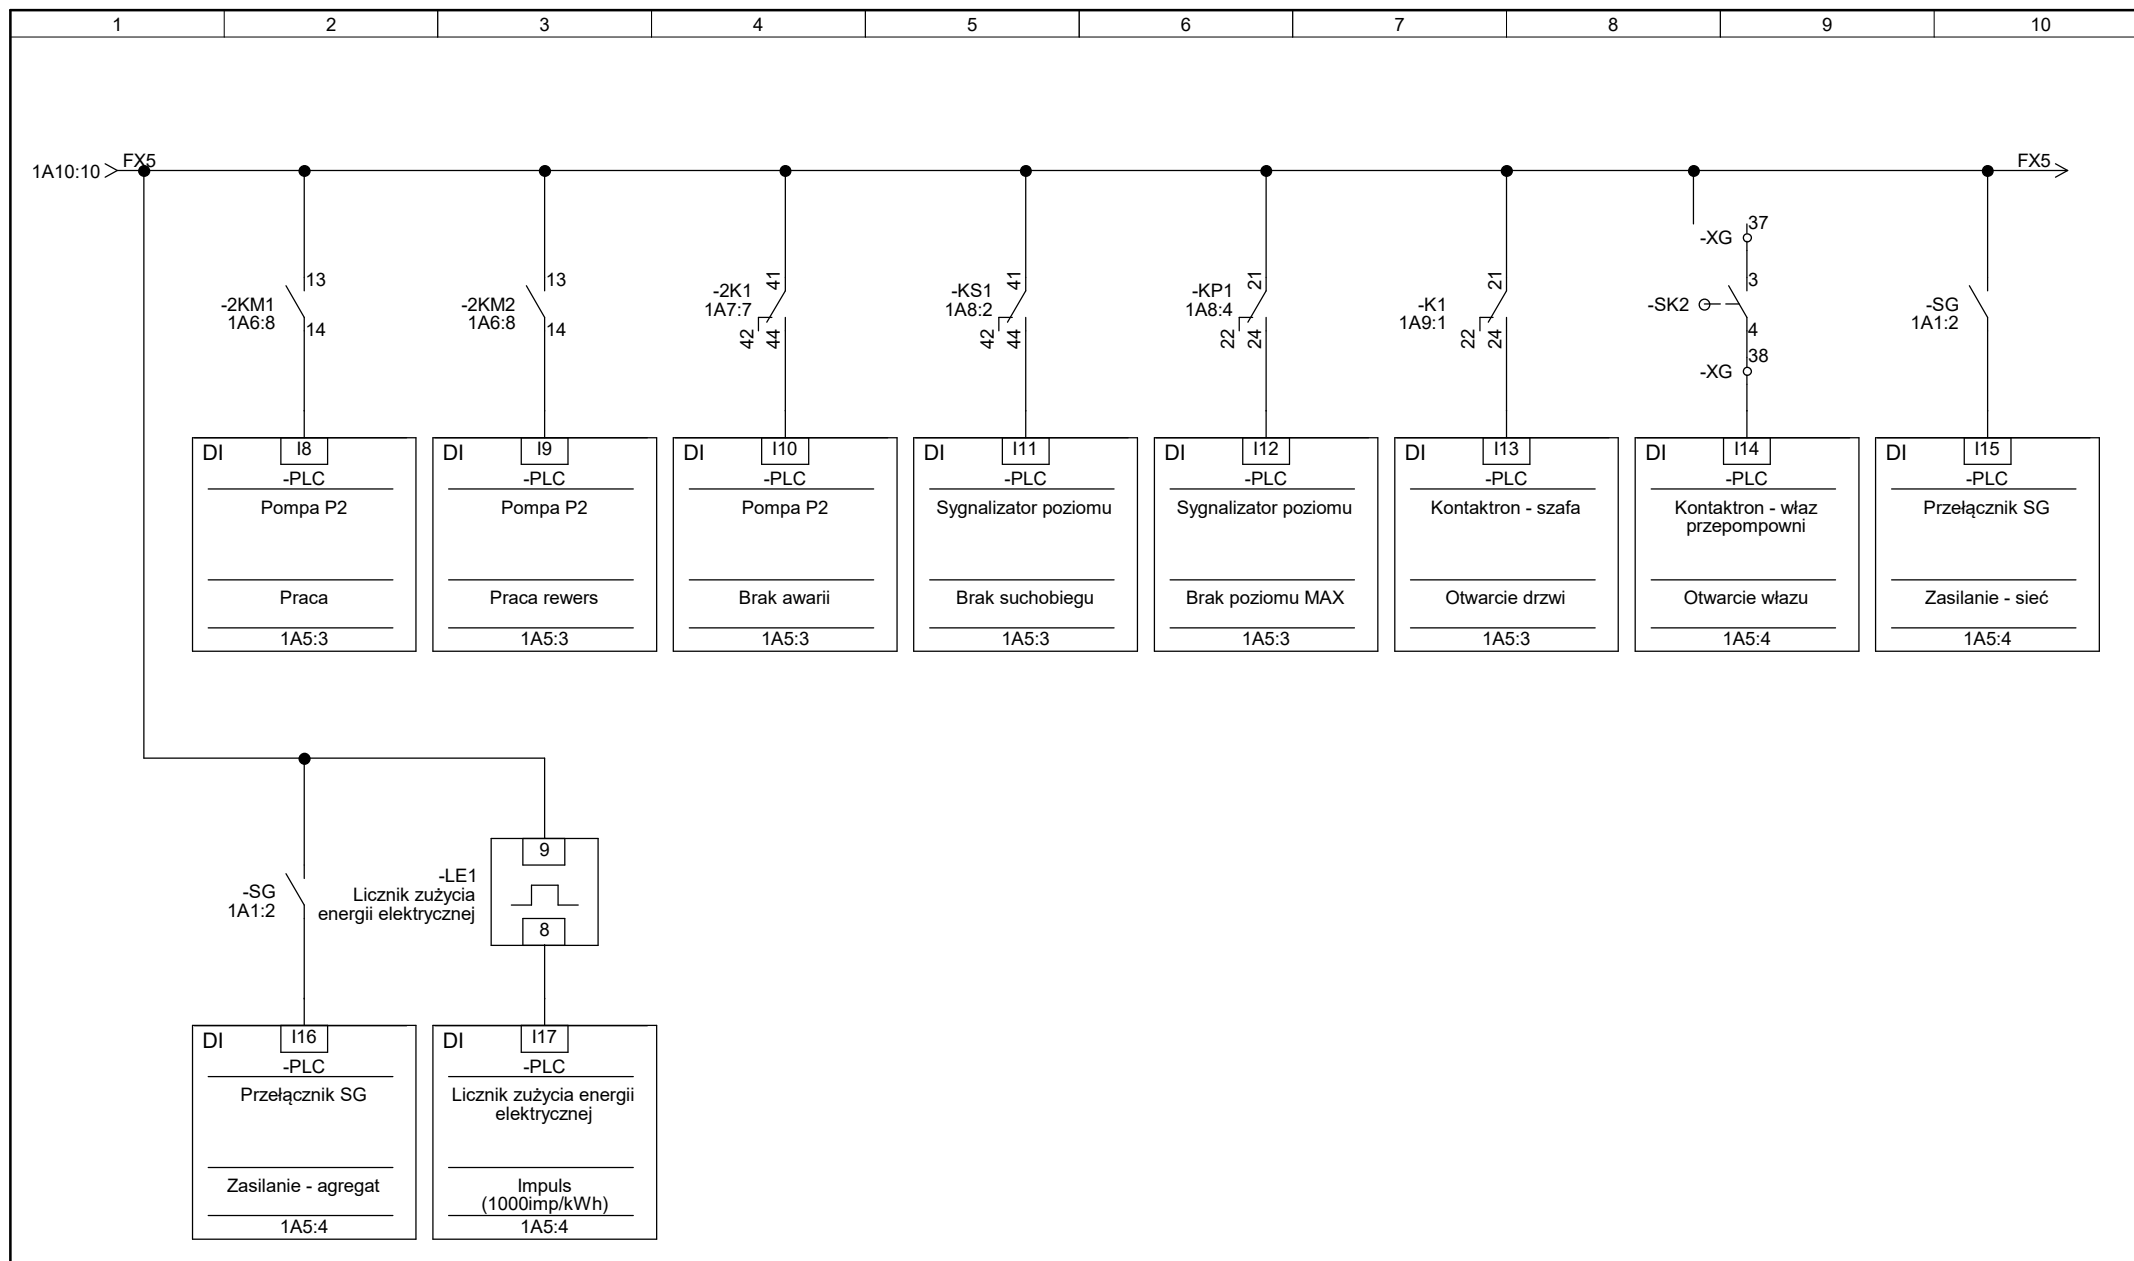 1 2 3 4 5 6 7 8 9 10
1A10:10 FX5 FX5
-2KM1
1A6:8
13
14
-2KM2
1A6:8
13
14
-2K1
1A7:7
41
42 44
-KS1
1A8:2
41
42 44
-KP1
1A8:4
21
22 24
-K1
1A9:1
21
22 24
-XG 37
3
-SK2
4
-XG 38
-SG
1A1:2
DI I8
-PLC
Pompa P2
Praca
1A5:3
DI I9
-PLC
Pompa P2
Praca rewers
1A5:3
DI I10
-PLC
Pompa P2
Brak awarii
1A5:3
DI I11
-PLC
Sygnalizator poziomu
Brak suchobiegu
1A5:3
DI I12
-PLC
Sygnalizator poziomu
Brak poziomu MAX
1A5:3
DI I13
-PLC
Kontaktron - szafa
Otwarcie drzwi
1A5:3
DI I14
-PLC
Kontaktron - właz
przepompowni
Otwarcie włazu
1A5:4
DI I15
-PLC
Przełącznik SG
Zasilanie - sieć
1A5:4
-SG
1A1:2
-LE1
Licznik zużycia
energii elektrycznej
9
8
DI I16
-PLC
Przełącznik SG
Zasilanie - agregat
1A5:4
DI I17
-PLC
Licznik zużycia energii
elektrycznej
Impuls
(1000imp/kWh)
1A5:4